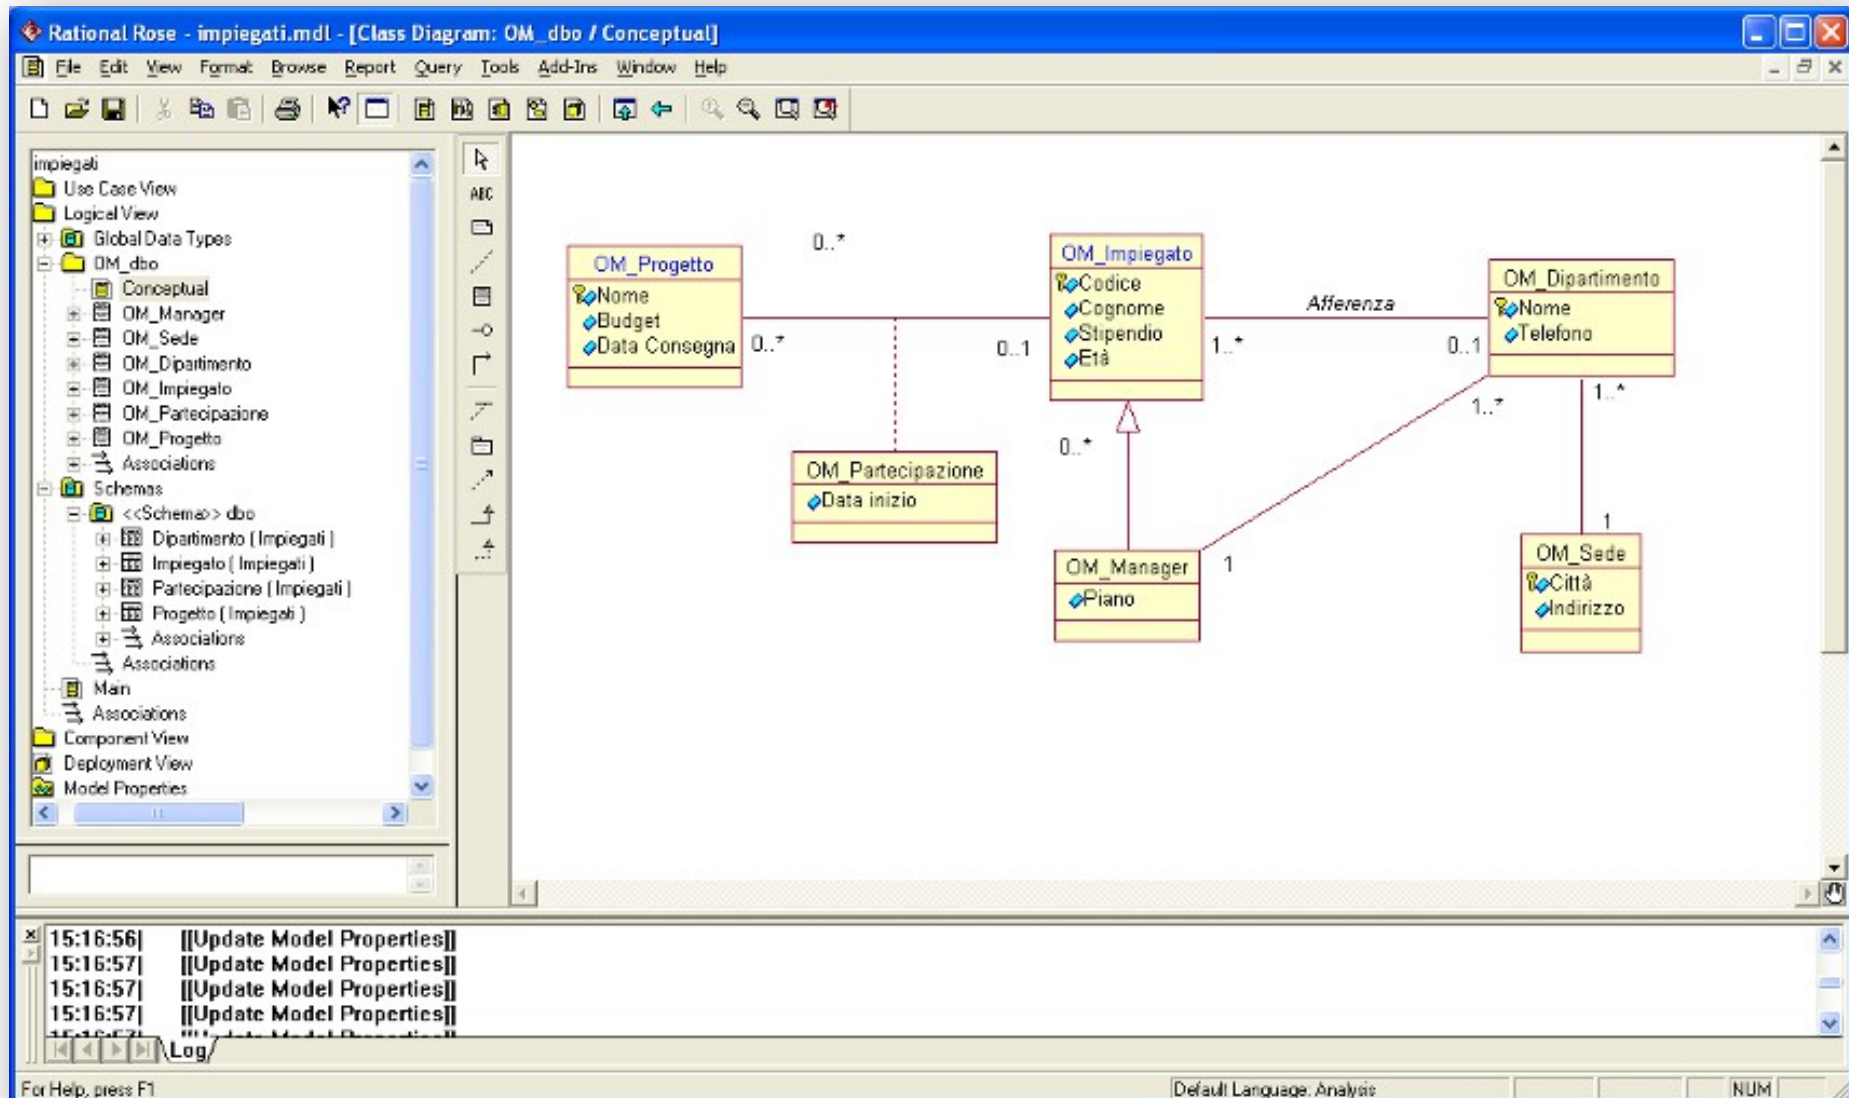 Rational Rose - impiegati.mdl - [Class Diagram: OM_dbo / Conceptual]
File Edit View Format Browse Report Query Tools Add-Ins Window Help
impiegati
Use Case View
Logical View
Global Data Types
OM_dbo
Conceptual
OM_Manager
OM_Sede
OM_Dipartimento
OM_Impiegato
OM_Partecipazione
OM_Progetto
Associations
Schemas
<<Schema>> dbo
Dipartimento ( Impiegati )
Impiegato ( Impiegati )
Partecipazione ( Impiegati )
Progetto ( Impiegati )
Associations
Associations
Main
Associations
Component View
Deployment View
Model Properties
ABC
OM_Progetto
Nome
Budget
Data Consegna
0..*
0..*
0..1
OM_Impiegato
Codice
Cognome
Stipendio
Età
Afferenza
1..*
0..1
OM_Dipartimento
Nome
Telefono
1..*
1..*
0..*
OM_Partecipazione
Data inizio
OM_Manager
Piano
1
1
OM_Sede
Città
Indirizzo
15:16:56| [[Update Model Properties]]
15:16:57| [[Update Model Properties]]
15:16:57| [[Update Model Properties]]
15:16:57| [[Update Model Properties]]
Log
For Help, press F1
Default Language: Analysis
NUM